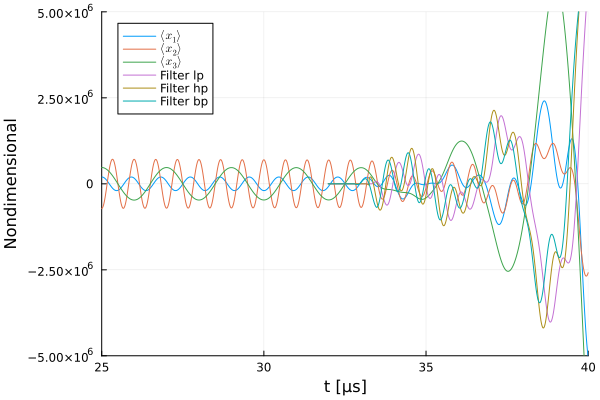 5.00×10⁶
⟨x₁⟩
⟨x₂⟩
⟨x₃⟩
Filter lp
Filter hp
Filter bp
2.50×10⁶
0
−2.50×10⁶
−5.00×10⁶
Nondimensional
25
30
35
40
t [μs]